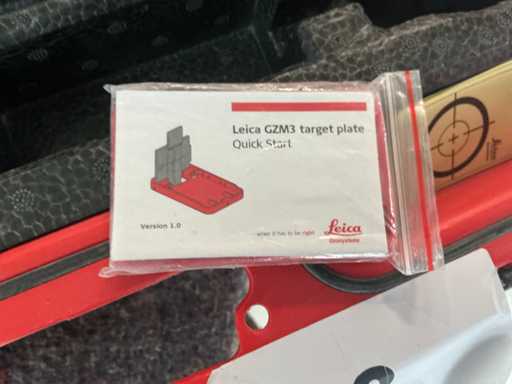 Leica GZM3 target plate
Quick Start
Version 1.0
- when it has to be right
Leica
Geosystems